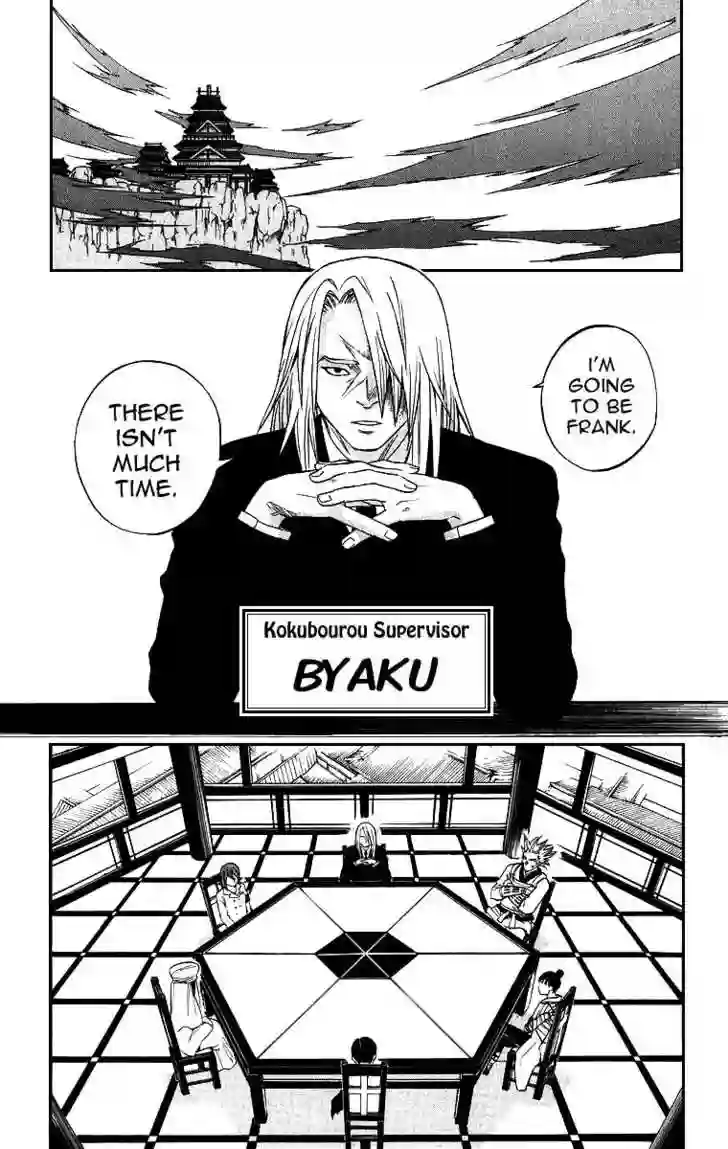 I'M
GOING
TO BE
FRANK.
THERE
ISN'T
MUCH
TIME.
Kokubourou Supervisor
BYAKU